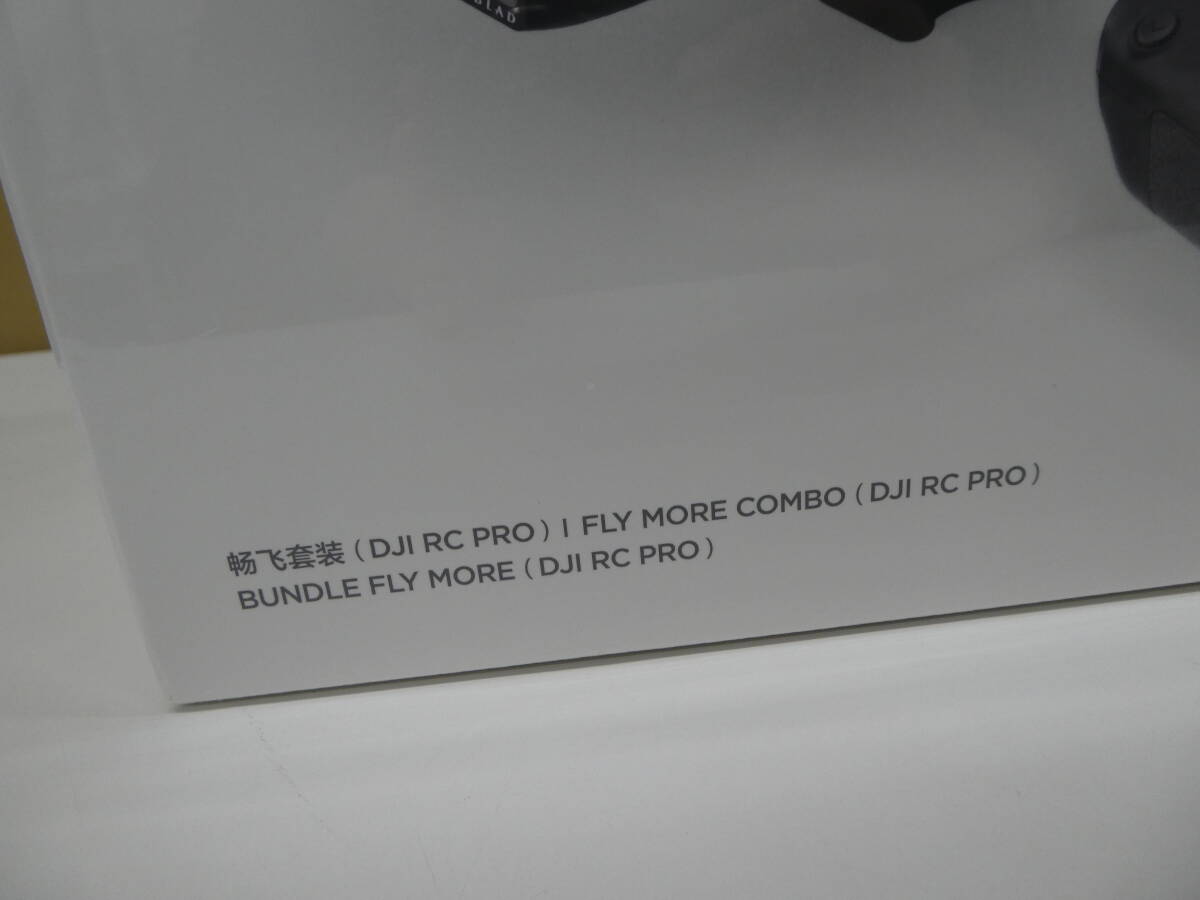 BLAD
畅飞套装（DJI RC PRO）I FLY MORE COMBO（DJI RC PRO）
BUNDLE FLY MORE（DJI RC PRO）